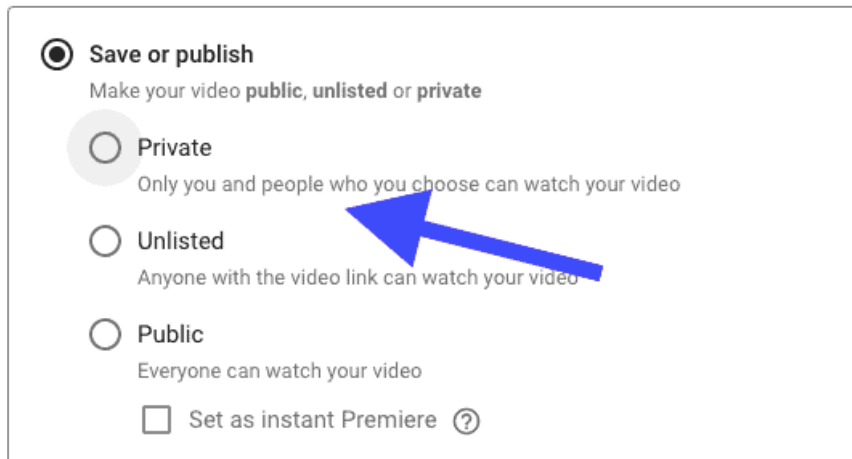 Save or publish
Make your video public, unlisted or private
Private
Only you and people who you choose can watch your video
Unlisted
Anyone with the video link can watch your video
Public
Everyone can watch your video
Set as instant Premiere ?